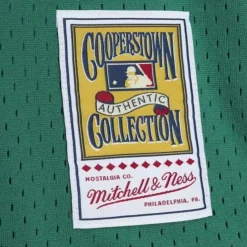 COOPERSTOWN
AUTHENTIC
COLLECTION
NOSTALGIA CO.
Mitchell & Ness
PHILADELPHIA, PA.